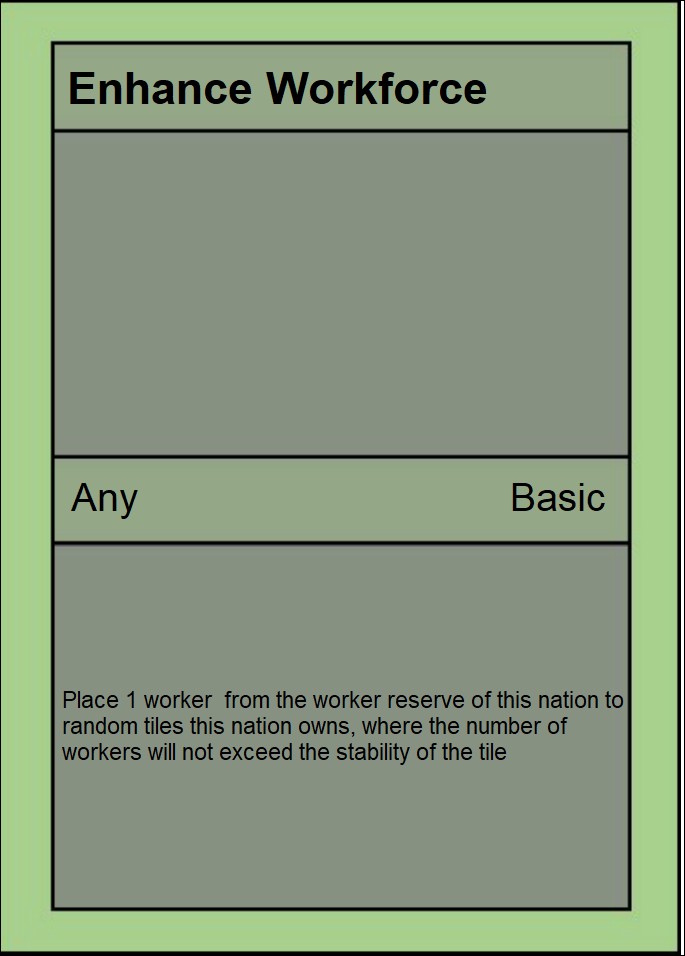 Enhance Workforce
Any Basic
Place 1 worker  from the worker reserve of this nation to
random tiles this nation owns, where the number of
workers will not exceed the stability of the tile